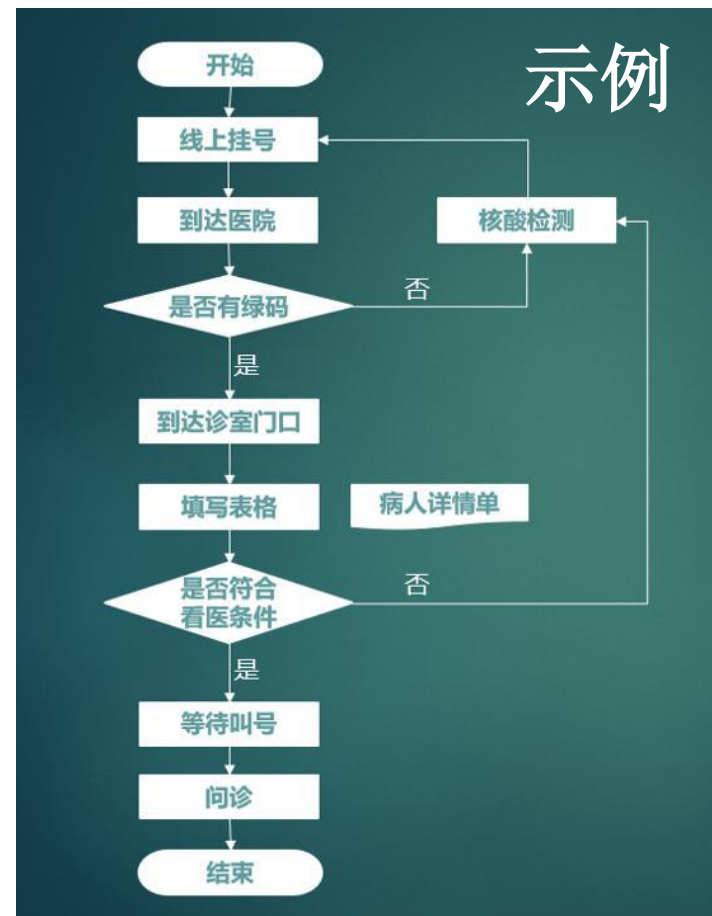 示例
开始
线上挂号
到达医院
核酸检测
是否有绿码
否
是
到达诊室门口
填写表格
病人详情单
是否符合
看医条件
否
是
等待叫号
问诊
结束